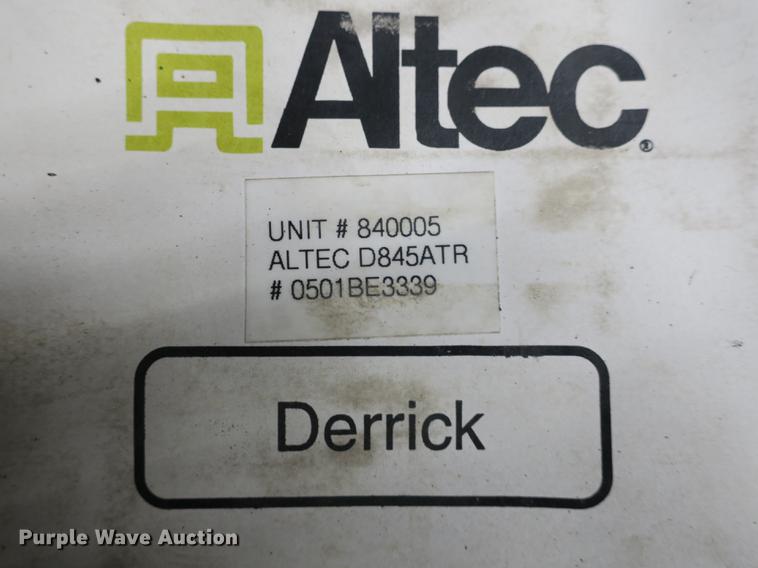 Altec®
UNIT # 840005
ALTEC D845ATR
# 0501BE3339
Derrick
Purple Wave Auction